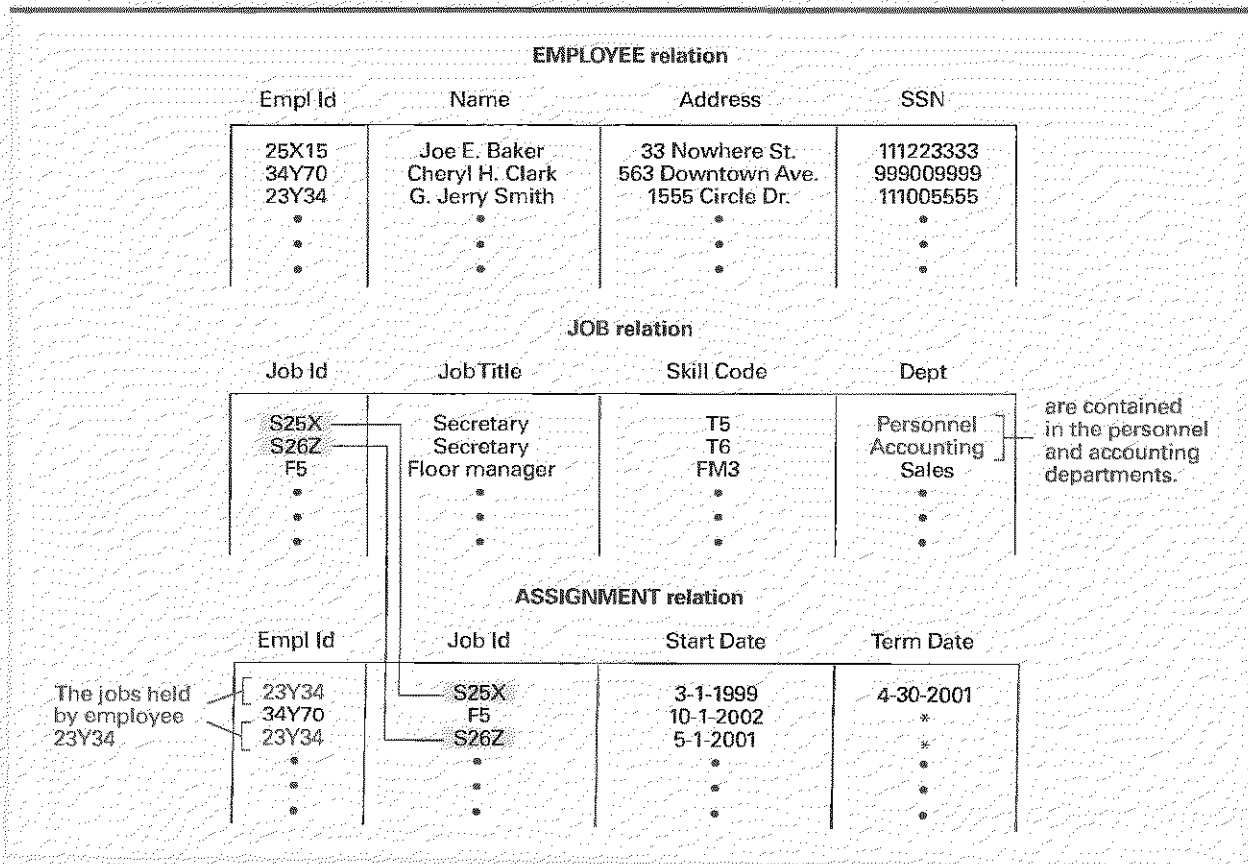 EMPLOYEE relation
Empl Id Name Address SSN
25X15 Joe E. Baker 33 Nowhere St. 111223333
34Y70 Cheryl H. Clark 563 Downtown Ave. 999009999
23Y34 G. Jerry Smith 1555 Circle Dr. 111005555
JOB relation
Job Id Job Title Skill Code Dept
S25X Secretary T5 Personnel
S26Z Secretary T6 Accounting
F5 Floor manager FM3 Sales
are contained
in the personnel
and accounting
departments.
ASSIGNMENT relation
Empl Id Job Id Start Date Term Date
23Y34 S25X 3-1-1999 4-30-2001
34Y70 F5 10-1-2002 *
23Y34 S26Z 5-1-2001 *
The jobs held
by employee
23Y34